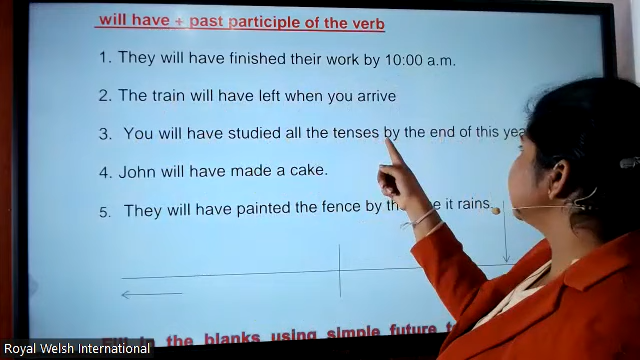 will have + past participle of the verb
1. They will have finished their work by 10:00 a.m.
2. The train will have left when you arrive
3. You will have studied all the tenses by the end of this yea
4. John will have made a cake.
5. They will have painted the fence by th e it rains.
Fill in the blanks using simple future t
Royal Welsh International